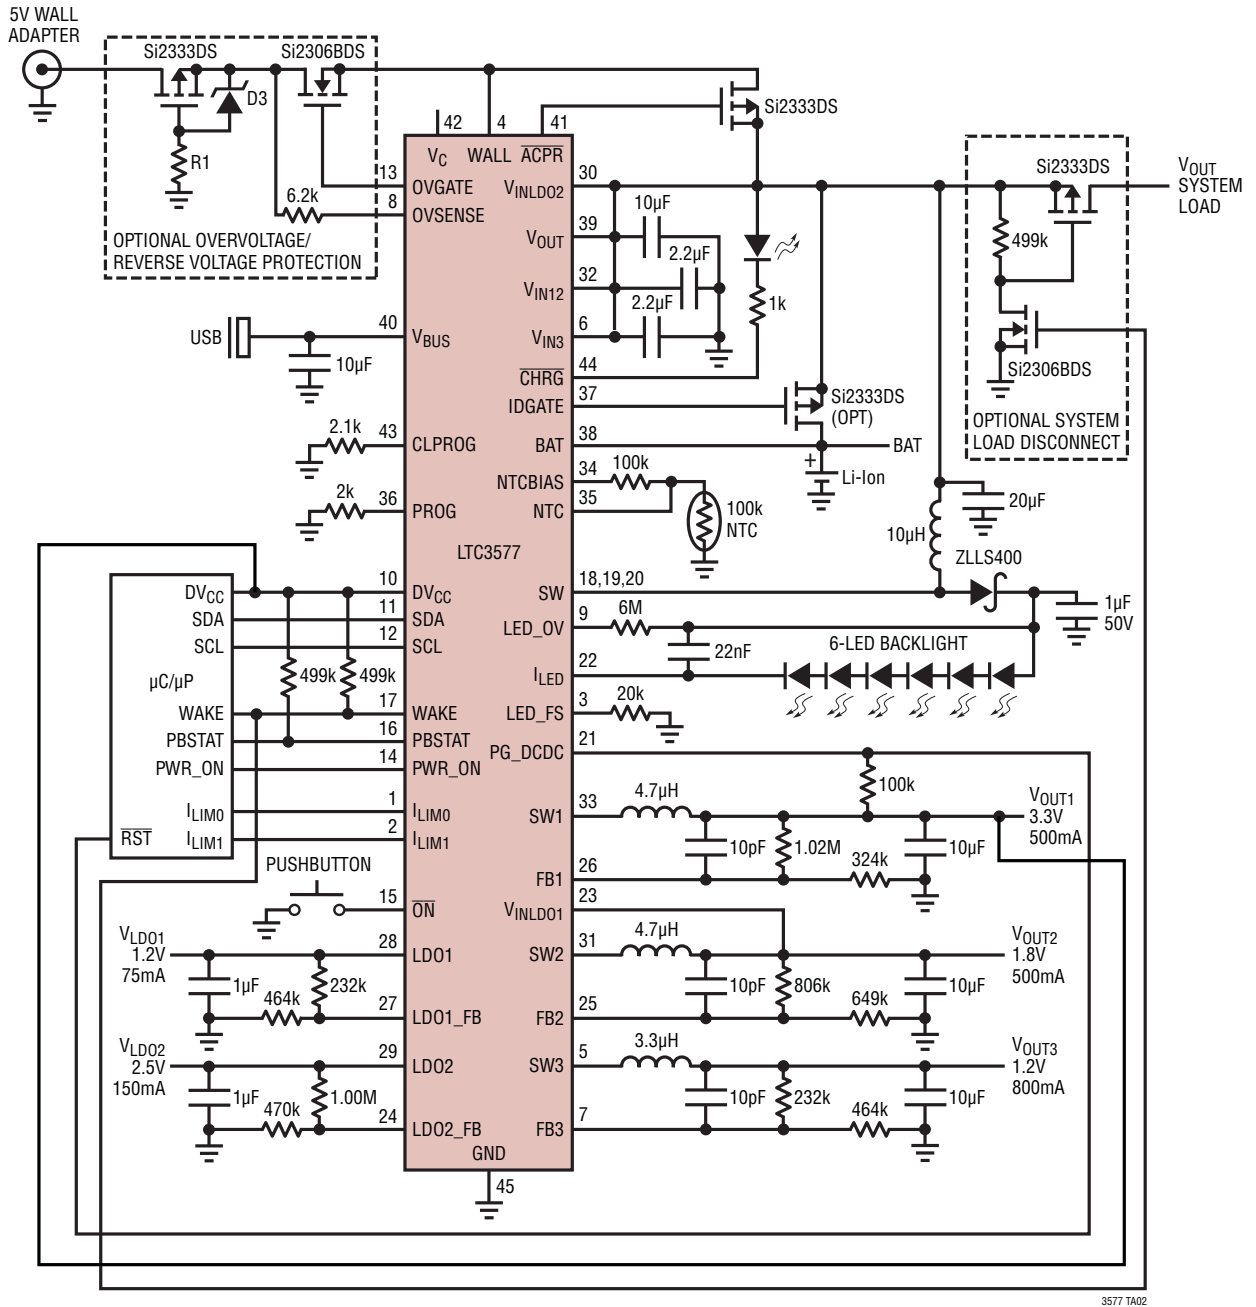 5V WALL
ADAPTER
Si2333DS
Si2306BDS
D3
R1
6.2k
OPTIONAL OVERVOLTAGE/
REVERSE VOLTAGE PROTECTION
42
4
41
VC
WALL
ACPR
Si2333DS
13
OVGATE
8
OVSENSE
VINLDO2
30
VOUT
39
10µF
2.2µF
VIN12
32
2.2µF
VIN3
6
CHRG
44
1k
IDGATE
37
Si2333DS
(OPT)
BAT
38
BAT
+
Li-Ion
Si2333DS
VOUT
SYSTEM
LOAD
499k
Si2306BDS
OPTIONAL SYSTEM
LOAD DISCONNECT
USB
40
VBUS
10µF
2.1k
43
CLPROG
2k
36
PROG
NTCBIAS
34
100k
NTC
35
100k
NTC
LTC3577
10µH
20µF
ZLLS400
1µF
50V
SW
18,19,20
LED_OV
9
6M
22nF
6-LED BACKLIGHT
ILED
22
LED_FS
3
20k
PG_DCDC
21
100k
DVCC
10
DVCC
SDA
11
SDA
SCL
12
SCL
µC/µP
499k
499k
WAKE
17
WAKE
PBSTAT
16
PBSTAT
PWR_ON
14
PWR_ON
ILIM0
1
ILIM0
RST
ILIM1
2
ILIM1
PUSHBUTTON
15
ON
SW1
33
4.7µH
VOUT1
3.3V
500mA
10pF
1.02M
324k
10µF
FB1
26
VINLDO1
23
SW2
31
4.7µH
VOUT2
1.8V
500mA
10pF
806k
649k
10µF
FB2
25
SW3
5
3.3µH
VOUT3
1.2V
800mA
10pF
232k
464k
10µF
FB3
7
VLDO1
1.2V
75mA
28
LDO1
1µF
464k
232k
27
LDO1_FB
VLDO2
2.5V
150mA
29
LDO2
1µF
470k
1.00M
24
LDO2_FB
GND
45
3577 TA02